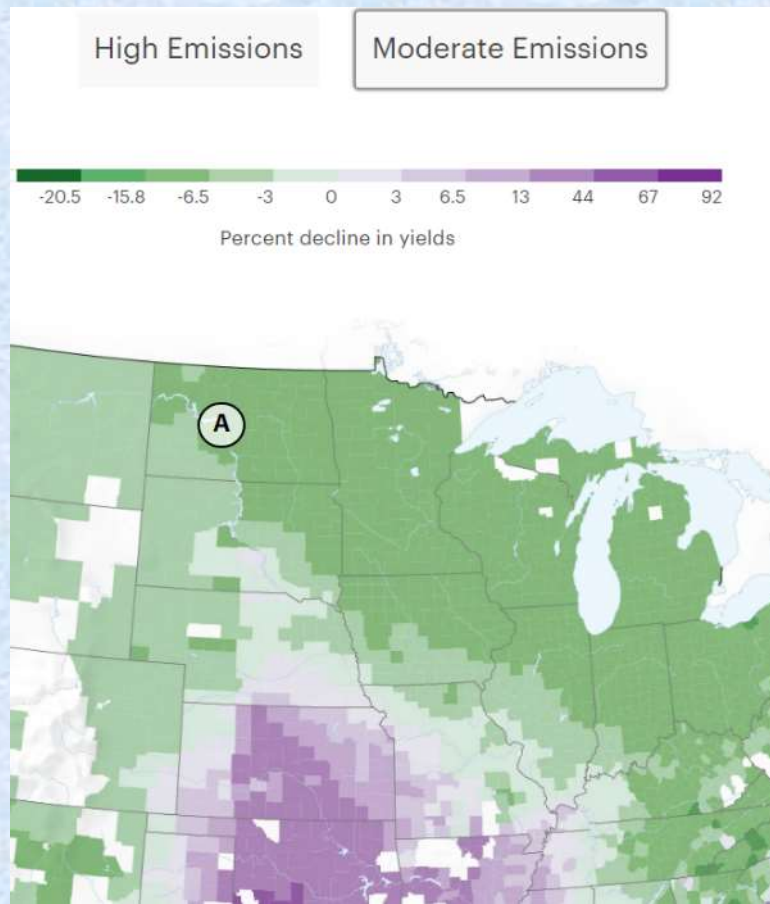 High Emissions Moderate Emissions
-20.5 -15.8 -6.5 -3 0 3 6.5 13 44 67 92
Percent decline in yields
A